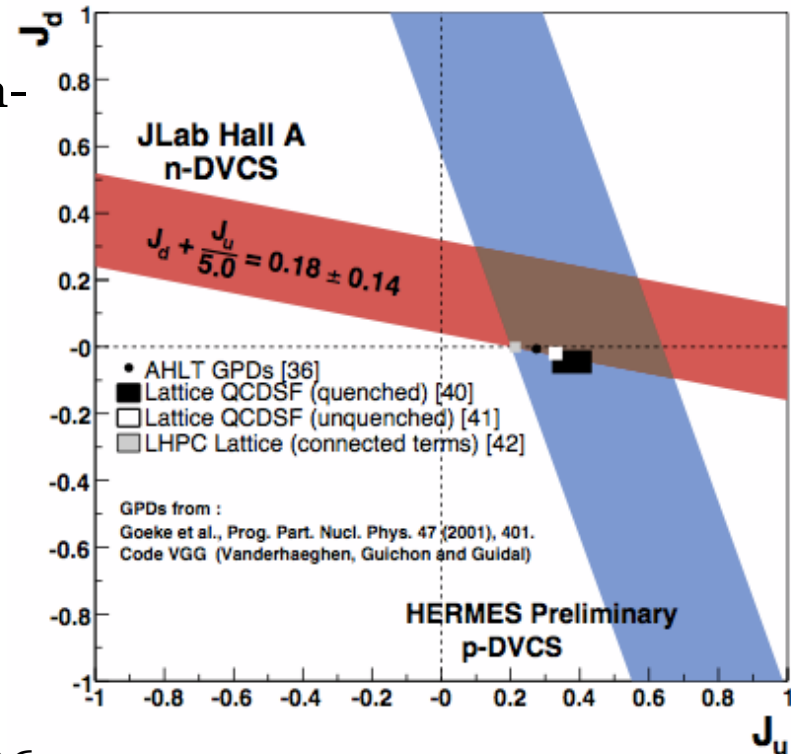 J_d
1
0.8
0.6
0.4
0.2
-0
-0.2
-0.4
-0.6
-0.8
-1
JLab Hall A
n-DVCS
J_d + J_u/5.0 = 0.18 ± 0.14
AHLT GPDs [36]
Lattice QCDSF (quenched) [40]
Lattice QCDSF (unquenched) [41]
LHPC Lattice (connected terms) [42]
GPDs from :
Goeke et al., Prog. Part. Nucl. Phys. 47 (2001), 401.
Code VGG (Vanderhaeghen, Guichon and Guidal)
HERMES Preliminary
p-DVCS
-1 -0.8 -0.6 -0.4 -0.2 -0 0.2 0.4 0.6 0.8 1
J_u